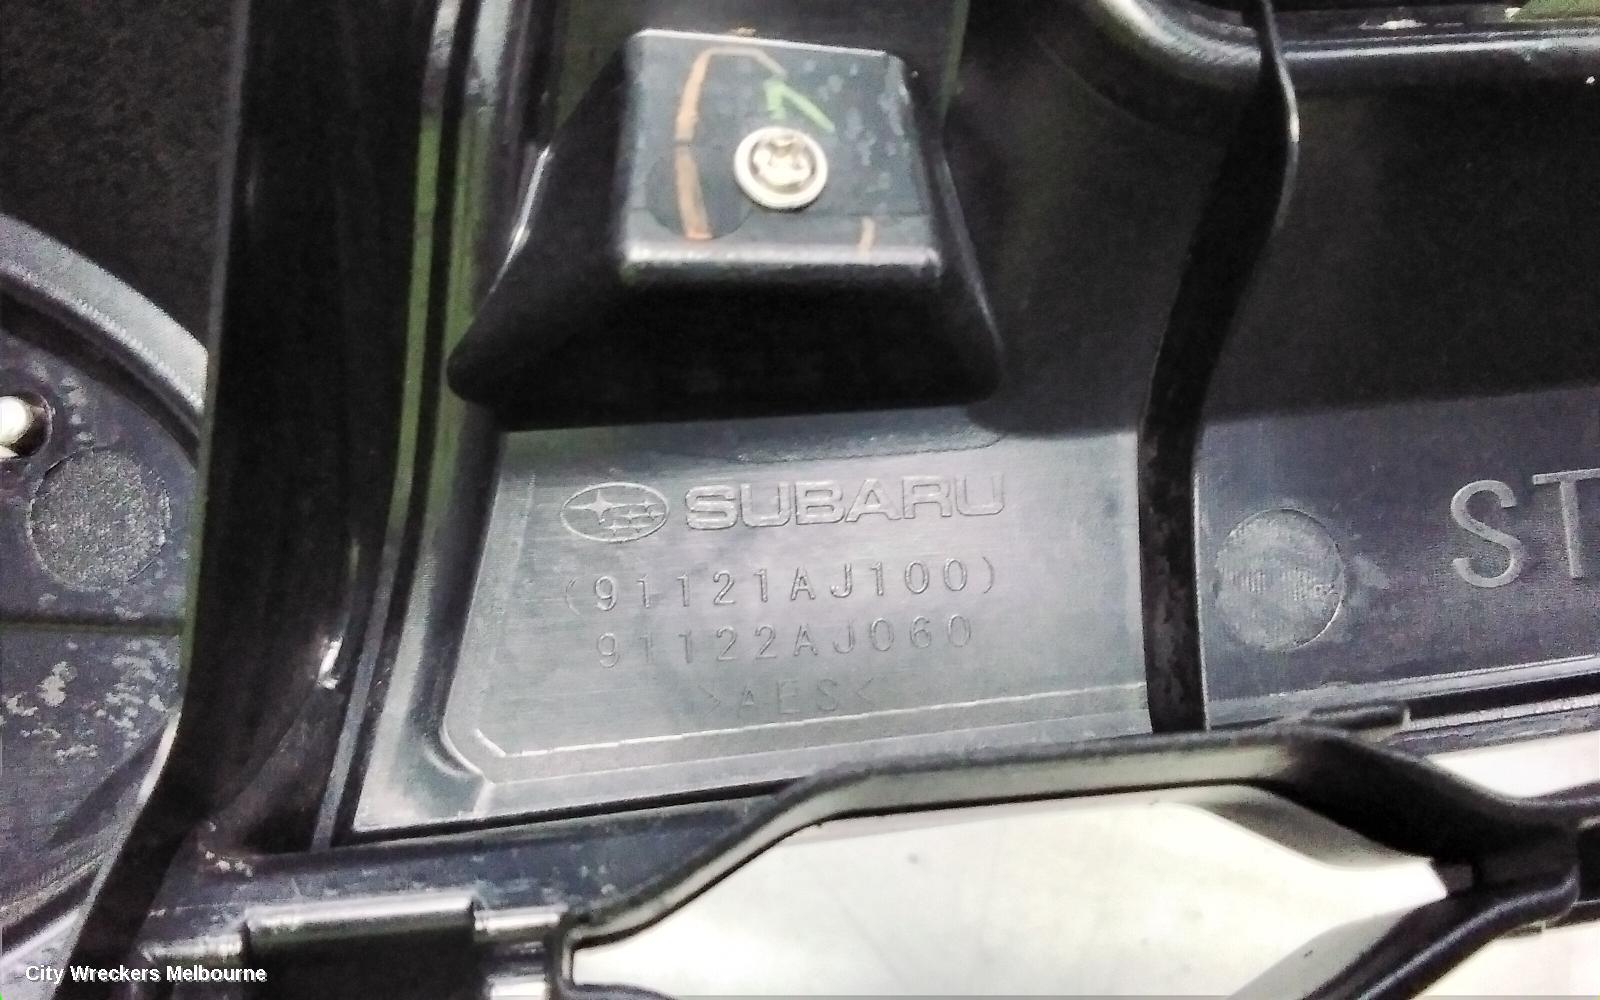 SUBARU
(91121AJ100)
91122AJ060
>AES<
ST
City Wreckers Melbourne